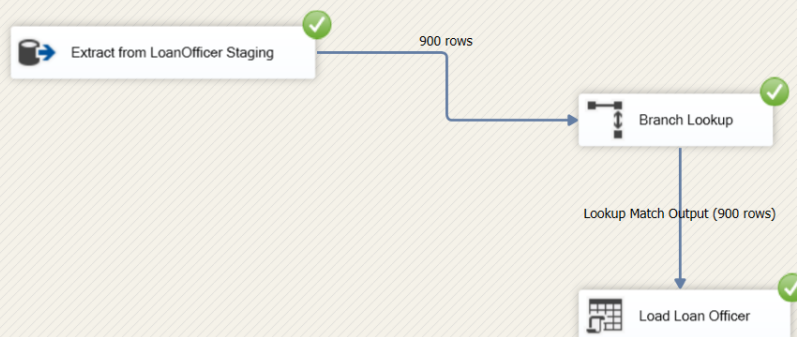 Extract from LoanOfficer Staging
900 rows
Branch Lookup
Lookup Match Output (900 rows)
Load Loan Officer